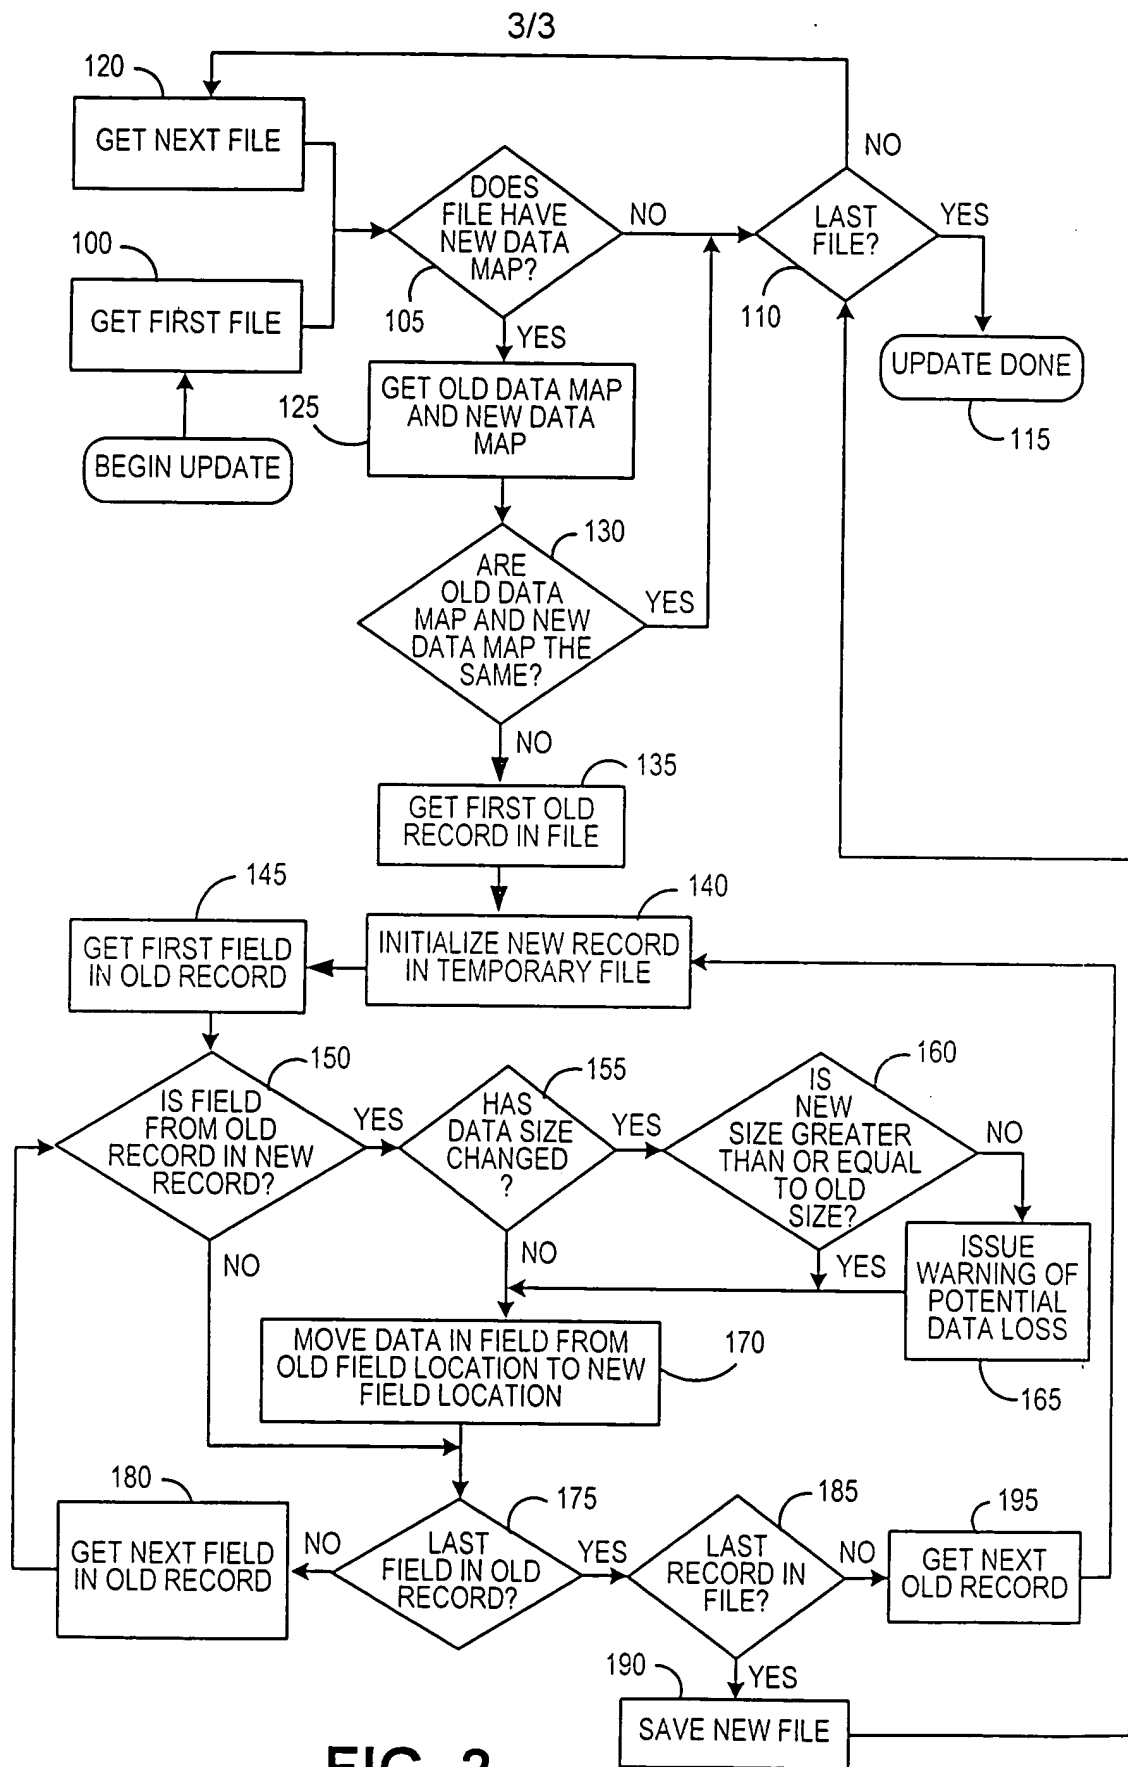 3/3
120
GET NEXT FILE
100
GET FIRST FILE
BEGIN UPDATE
DOES
FILE HAVE
NEW DATA
MAP?
105
NO
YES
LAST
FILE?
110
NO
YES
UPDATE DONE
115
GET OLD DATA MAP
AND NEW DATA
MAP
125
ARE
OLD DATA
MAP AND NEW
DATA MAP THE
SAME?
130
YES
NO
135
GET FIRST OLD
RECORD IN FILE
140
INITIALIZE NEW RECORD
IN TEMPORARY FILE
145
GET FIRST FIELD
IN OLD RECORD
150
IS FIELD
FROM OLD
RECORD IN NEW
RECORD?
YES
NO
155
HAS
DATA SIZE
CHANGED
?
YES
NO
160
IS
NEW
SIZE GREATER
THAN OR EQUAL
TO OLD
SIZE?
NO
YES
ISSUE
WARNING OF
POTENTIAL
DATA LOSS
165
MOVE DATA IN FIELD FROM
OLD FIELD LOCATION TO NEW
FIELD LOCATION
170
175
LAST
FIELD IN OLD
RECORD?
NO
YES
180
GET NEXT FIELD
IN OLD RECORD
185
LAST
RECORD IN
FILE?
NO
YES
195
GET NEXT
OLD RECORD
190
SAVE NEW FILE
FIG. 2